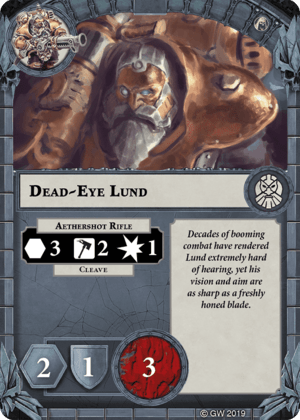 Dead-Eye Lund
Aethershot Rifle
3 2 1
Cleave
Decades of booming
combat have rendered
Lund extremely hard
of hearing, yet his
vision and aim are
as sharp as a freshly
honed blade.
2 1 3
© GW 2019